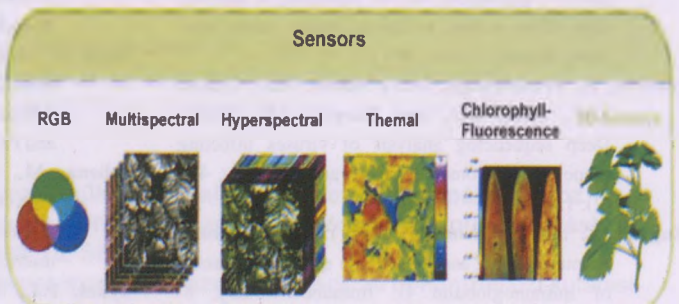 Sensors
RGB
Multispectral
Hyperspectral
Themal
Chlorophyll-
Fluorescence